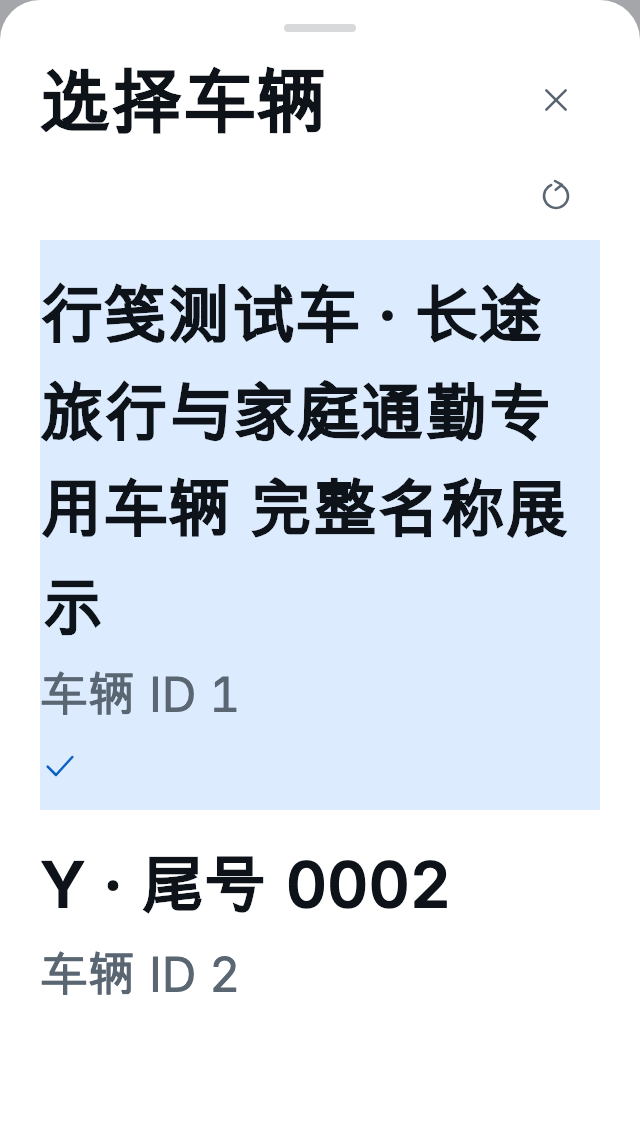 选择车辆
行笺测试车 · 长途
旅行与家庭通勤专
用车辆 完整名称展
示
车辆 ID 1
Y · 尾号 0002
车辆 ID 2